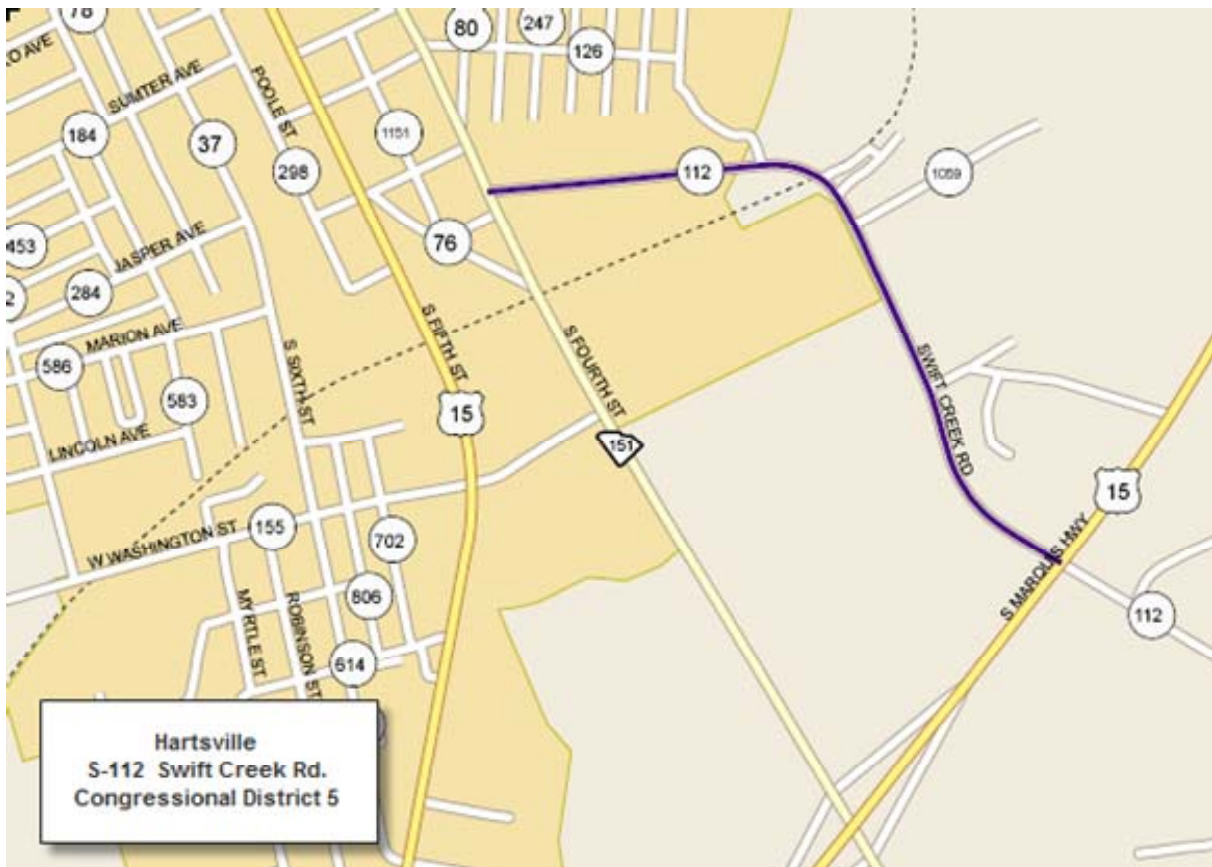 78
80
247
126
SUMTER AVE
POOLE ST
184
37
1151
298
112
1059
453
JASPER AVE
76
284
MARION AVE
S FIFTH ST
S FOURTH ST
586
S SIXTH ST
583
15
SWIFT CREEK RD
LINCOLN AVE
151
15
W WASHINGTON ST
155
702
S MARQUIS HWY
MYRTLE ST
ROBINSON ST
806
112
614
Hartsville
S-112 Swift Creek Rd.
Congressional District 5